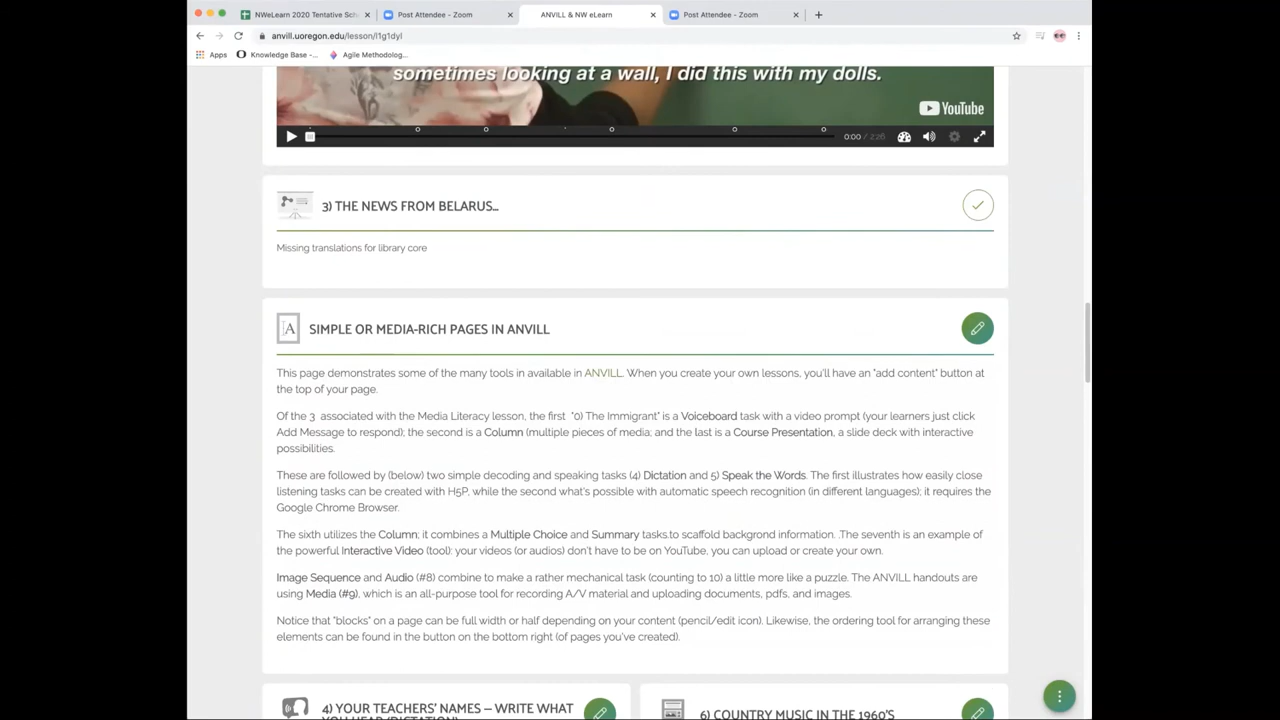 NWeLearn 2020 Tentative Sch
Post Attendee - Zoom
ANVILL & NW eLearn
Post Attendee - Zoom
anvill.uoregon.edu/lesson/l1g1dyl
Apps
Knowledge Base -...
Agile Methodolog...
sometimes looking at a wall, I did this with my dolls.
YouTube
0:00 / 2:26
3) THE NEWS FROM BELARUS...
Missing translations for library core
SIMPLE OR MEDIA-RICH PAGES IN ANVILL
This page demonstrates some of the many tools in available in ANVILL. When you create your own lessons, you'll have an "add content" button at
the top of your page.
Of the 3 associated with the Media Literacy lesson, the first "0) The Immigrant" is a Voiceboard task with a video prompt (your learners just click
Add Message to respond); the second is a Column (multiple pieces of media; and the last is a Course Presentation, a slide deck with interactive
possibilities.
These are followed by (below) two simple decoding and speaking tasks (4) Dictation and 5) Speak the Words. The first illustrates how easily close
listening tasks can be created with H5P, while the second what's possible with automatic speech recognition (in different languages); it requires the
Google Chrome Browser.
The sixth utilizes the Column; it combines a Multiple Choice and Summary tasks.to scaffold backgrond information. .The seventh is an example of
the powerful Interactive Video (tool): your videos (or audios) don't have to be on YouTube, you can upload or create your own.
Image Sequence and Audio (#8) combine to make a rather mechanical task (counting to 10) a little more like a puzzle. The ANVILL handouts are
using Media (#9), which is an all-purpose tool for recording A/V material and uploading documents, pdfs, and images.
Notice that "blocks" on a page can be full width or half depending on your content (pencil/edit icon). Likewise, the ordering tool for arranging these
elements can be found in the button on the bottom right (of pages you've created).
4) YOUR TEACHERS' NAMES – WRITE WHAT
YOU HEAR (DICTATION)
6) COUNTRY MUSIC IN THE 1960'S